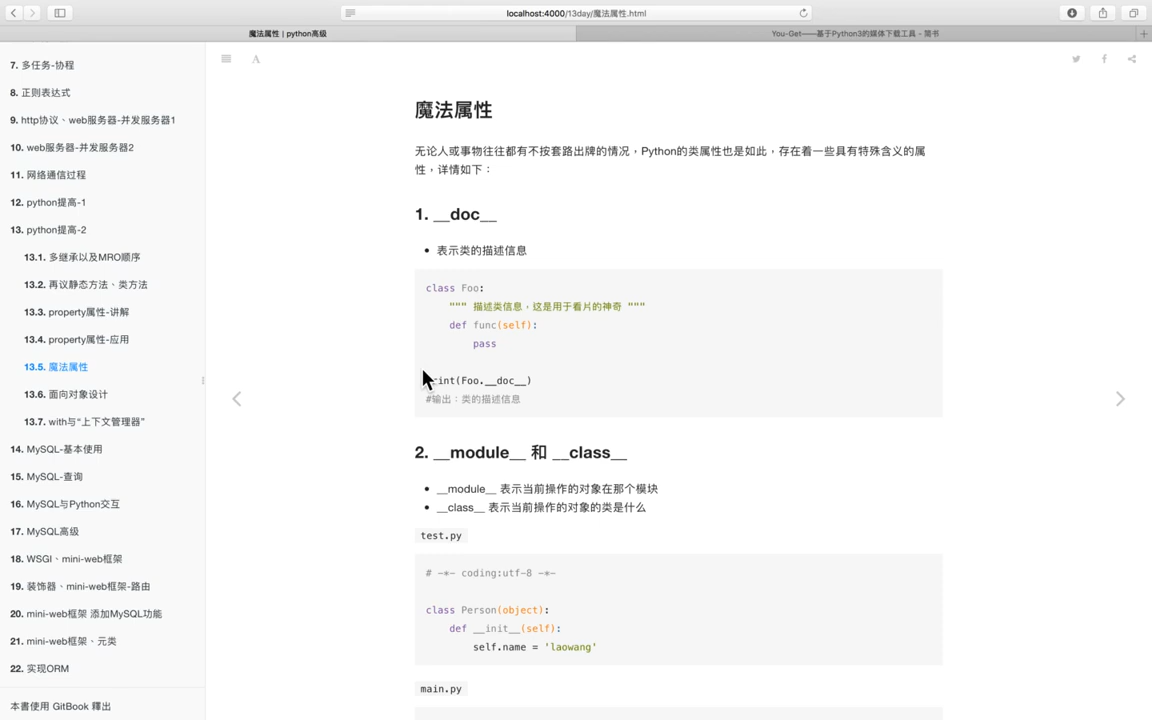 localhost:4000/13day/魔法属性.html
魔法属性 | python高级
You-Get——基于Python3的媒体下载工具 - 简书
7. 多任务-协程
8. 正则表达式
9. http协议、web服务器-并发服务器1
10. web服务器-并发服务器2
11. 网络通信过程
12. python提高-1
13. python提高-2
13.1. 多继承以及MRO顺序
13.2. 再议静态方法、类方法
13.3. property属性-讲解
13.4. property属性-应用
13.5. 魔法属性
13.6. 面向对象设计
13.7. with与“上下文管理器”
14. MySQL-基本使用
15. MySQL-查询
16. MySQL与Python交互
17. MySQL高级
18. WSGI、mini-web框架
19. 装饰器、mini-web框架-路由
20. mini-web框架 添加MySQL功能
21. mini-web框架、元类
22. 实现ORM
本書使用 GitBook 釋出
A
魔法属性
无论人或事物往往都有不按套路出牌的情况，Python的类属性也是如此，存在着一些具有特殊含义的属
性，详情如下：
1. __doc__
• 表示类的描述信息
class Foo:
""" 描述类信息，这是用于看片的神奇 """
def func(self):
pass
rint(Foo.__doc__)
#输出：类的描述信息
2. __module__ 和 __class__
• __module__ 表示当前操作的对象在那个模块
• __class__ 表示当前操作的对象的类是什么
test.py
# -*- coding:utf-8 -*-
class Person(object):
def __init__(self):
self.name = 'laowang'
main.py